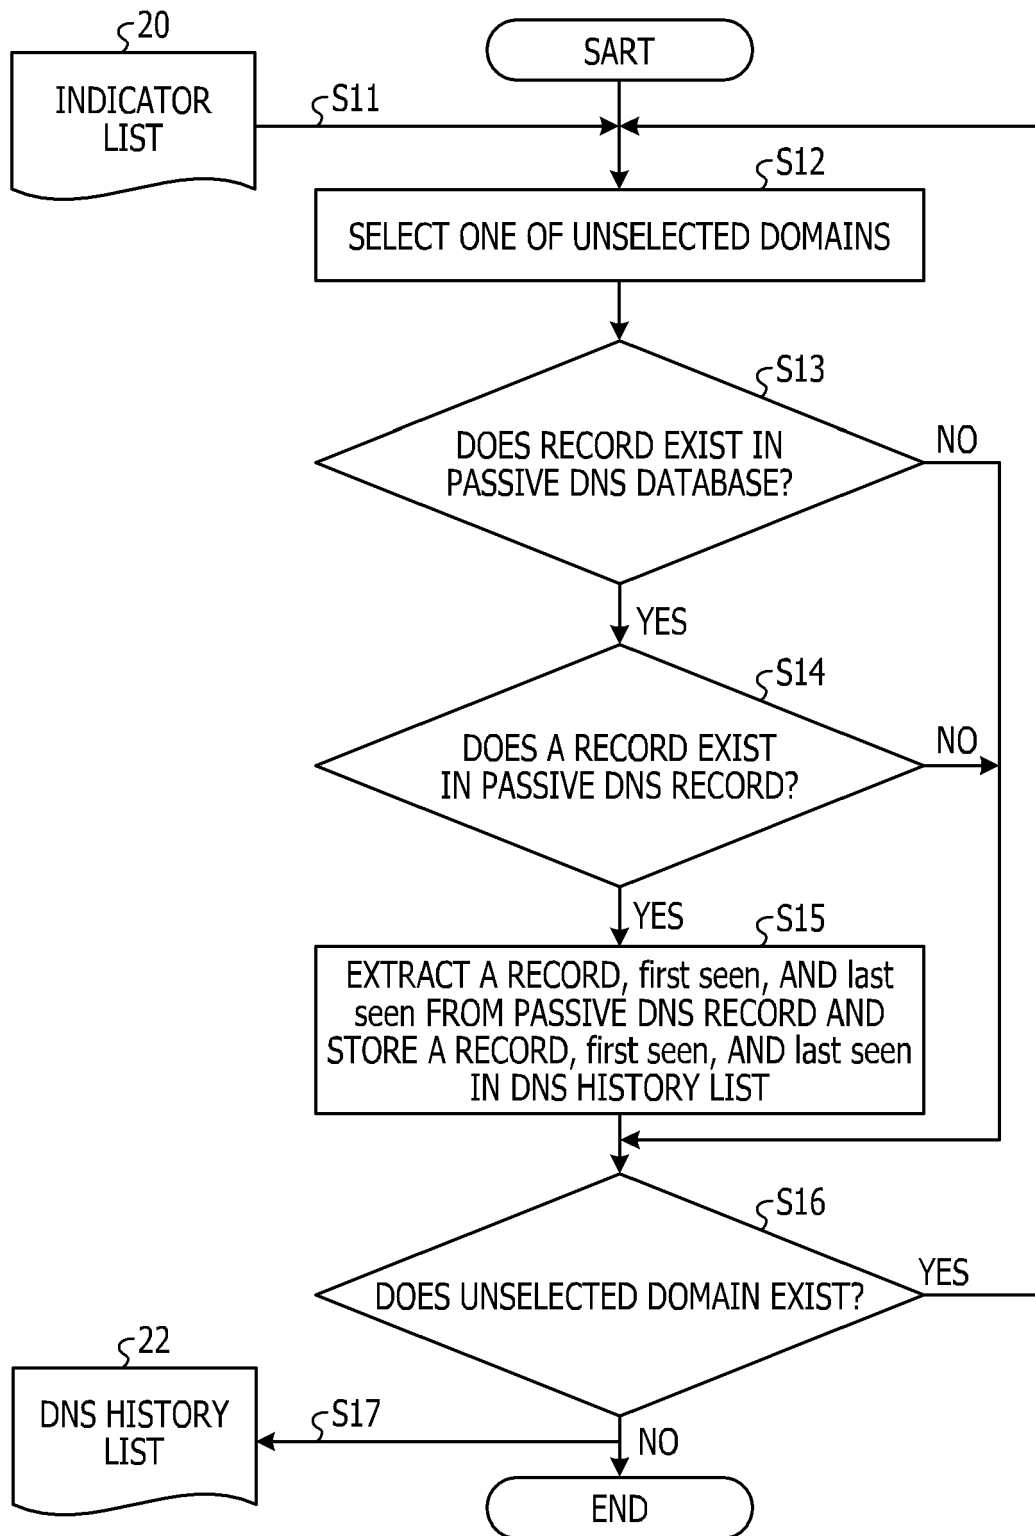 20
INDICATOR
LIST
S11
SART
S12
SELECT ONE OF UNSELECTED DOMAINS
S13
DOES RECORD EXIST IN
PASSIVE DNS DATABASE?
NO
YES
S14
DOES A RECORD EXIST
IN PASSIVE DNS RECORD?
NO
YES
S15
EXTRACT A RECORD, first seen, AND last
seen FROM PASSIVE DNS RECORD AND
STORE A RECORD, first seen, AND last seen
IN DNS HISTORY LIST
S16
DOES UNSELECTED DOMAIN EXIST?
YES
22
DNS HISTORY
LIST
S17
NO
END